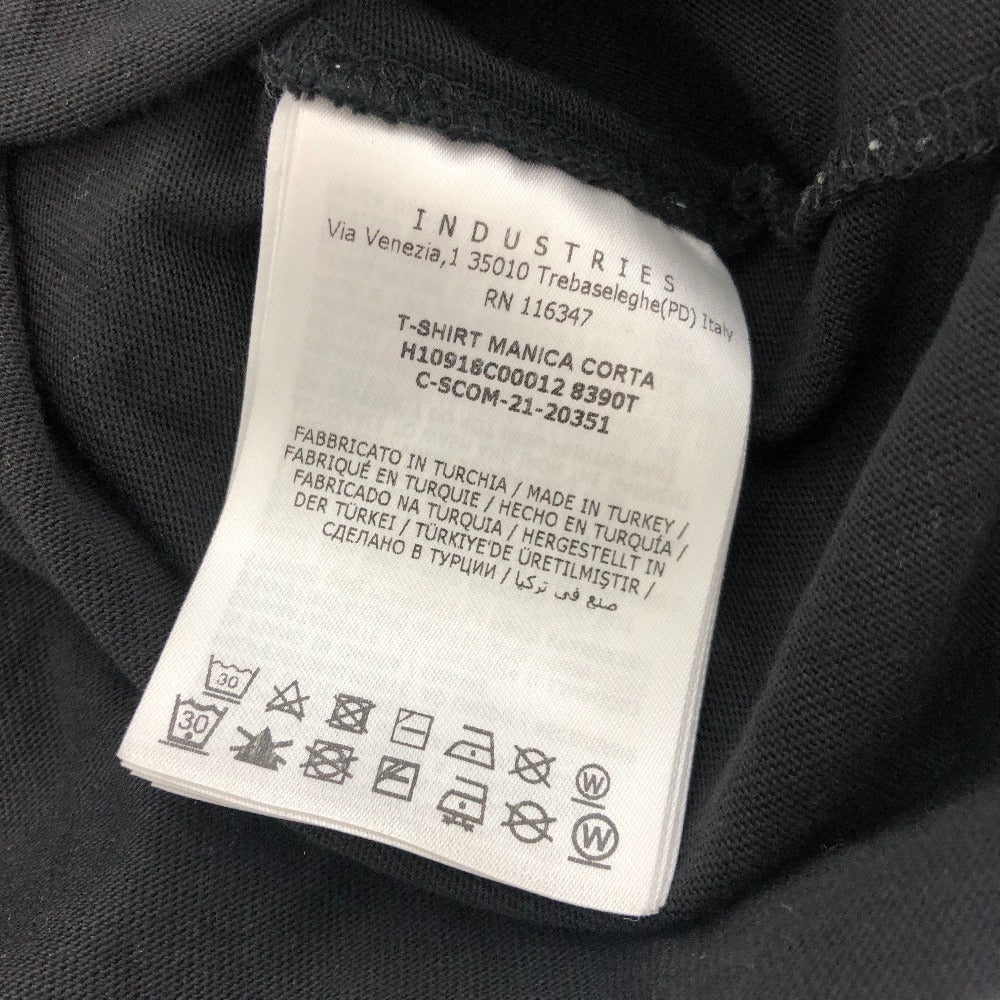 INDUSTRIES
Via Venezia,1 35010 Trebaseleghe(PD) Italy
RN 116347
T-SHIRT MANICA CORTA
H10918C00012 8390T
C-SCOM-21-20351
FABBRICATO IN TURCHIA / MADE IN TURKEY /
FABRIQUÉ EN TURQUIE / HECHO EN TURQUÍA /
FABRICADO NA TURQUIA / HERGESTELLT IN
DER TÜRKEI / TÜRKIYE'DE ÜRETILMIŞTIR /
СДЕЛАНО В ТУРЦИИ / صنع في تركيا
30 W
30 W